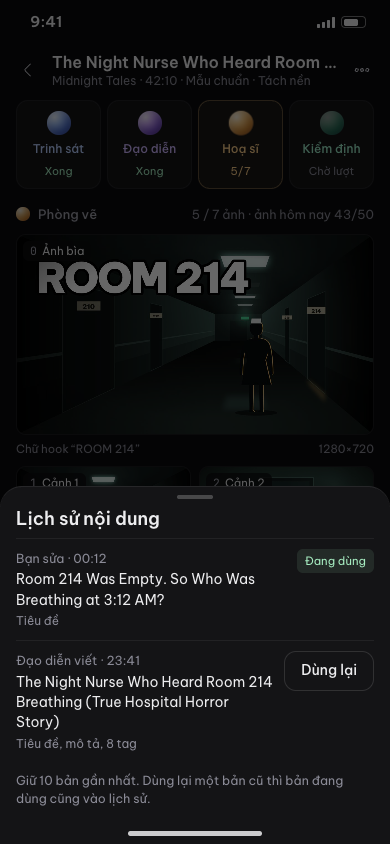 9:41
The Night Nurse Who Heard Room ...
Midnight Tales · 42:10 · Mẫu chuẩn · Tách nền
Trinh sát
Đạo diễn
Hoạ sĩ
Kiểm định
Xong
Xong
5/7
Chờ lượt
Phòng vẽ
5 / 7 ảnh · ảnh hôm nay 43/50
0 Ảnh bìa
ROOM 214
210
214
Chữ hook “ROOM 214”
1280×720
1 Cảnh 1
2 Cảnh 2
Lịch sử nội dung
Bạn sửa · 00:12
Đang dùng
Room 214 Was Empty. So Who Was
Breathing at 3:12 AM?
Tiêu đề
Đạo diễn viết · 23:41
Dùng lại
The Night Nurse Who Heard Room 214
Breathing (True Hospital Horror
Story)
Tiêu đề, mô tả, 8 tag
Giữ 10 bản gần nhất. Dùng lại một bản cũ thì bản đang
dùng cũng vào lịch sử.